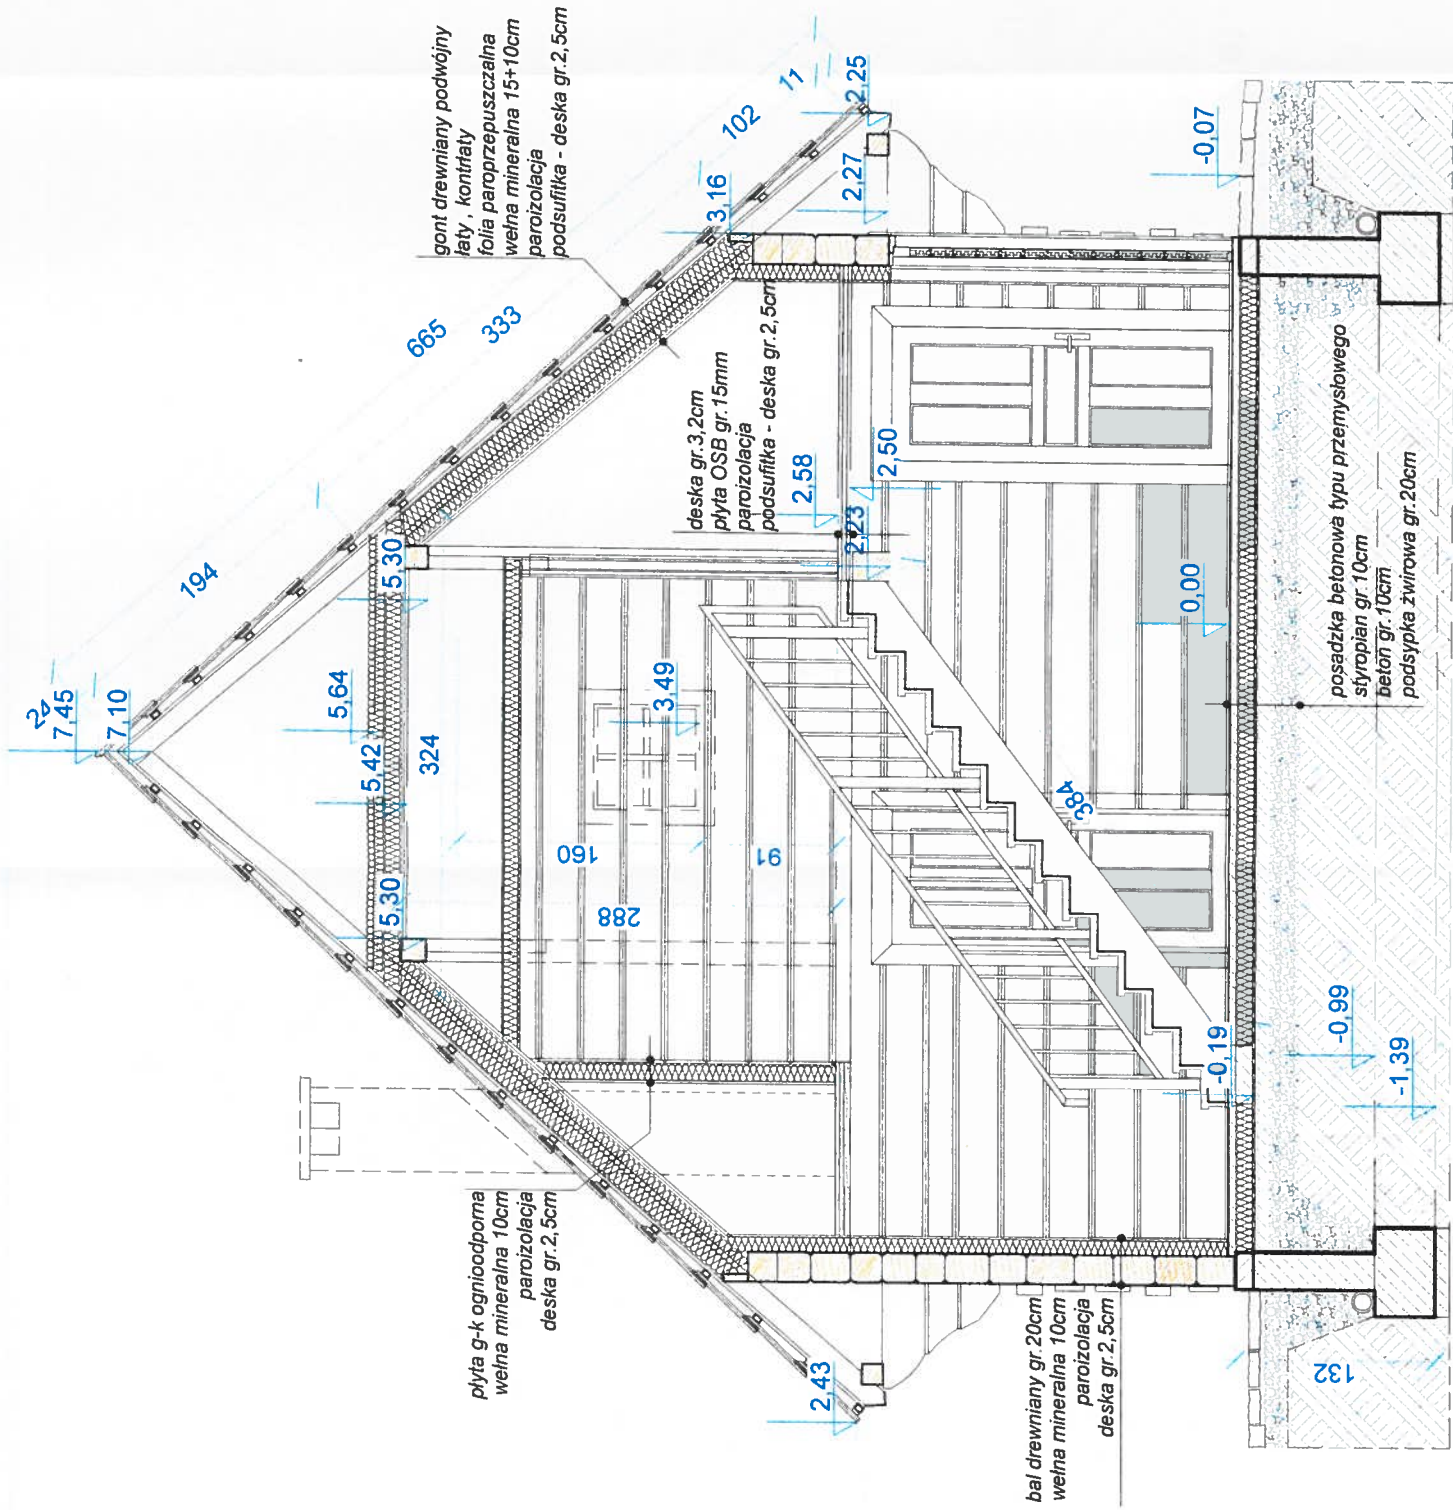 gont drewniany podwójny
łaty , kontrłaty
folia paroprzepuszczalna
wełna mineralna 15+10cm
paroizolacja
podsufitka - deska gr.2,5cm
24
7,45
7,10
194
665
333
102
11
2,25
3,16
2,27
-0,07
5,64
5,42
5,30
5,30
324
deska gr.3,2cm
płyta OSB gr.15mm
paroizolacja
podsufitka - deska gr.2,5cm
2,58
2,50
2,23
3,49
160
91
288
384
0,00
płyta g-k ognioodporna
wełna mineralna 10cm
paroizolacja
deska gr.2,5cm
2,43
bal drewniany gr.20cm
wełna mineralna 10cm
paroizolacja
deska gr.2,5cm
-0,19
-0,99
-1,39
132
posadzka betonowa typu przemysłowego
styropian gr.10cm
beton gr.10cm
podsypka żwirowa gr.20cm